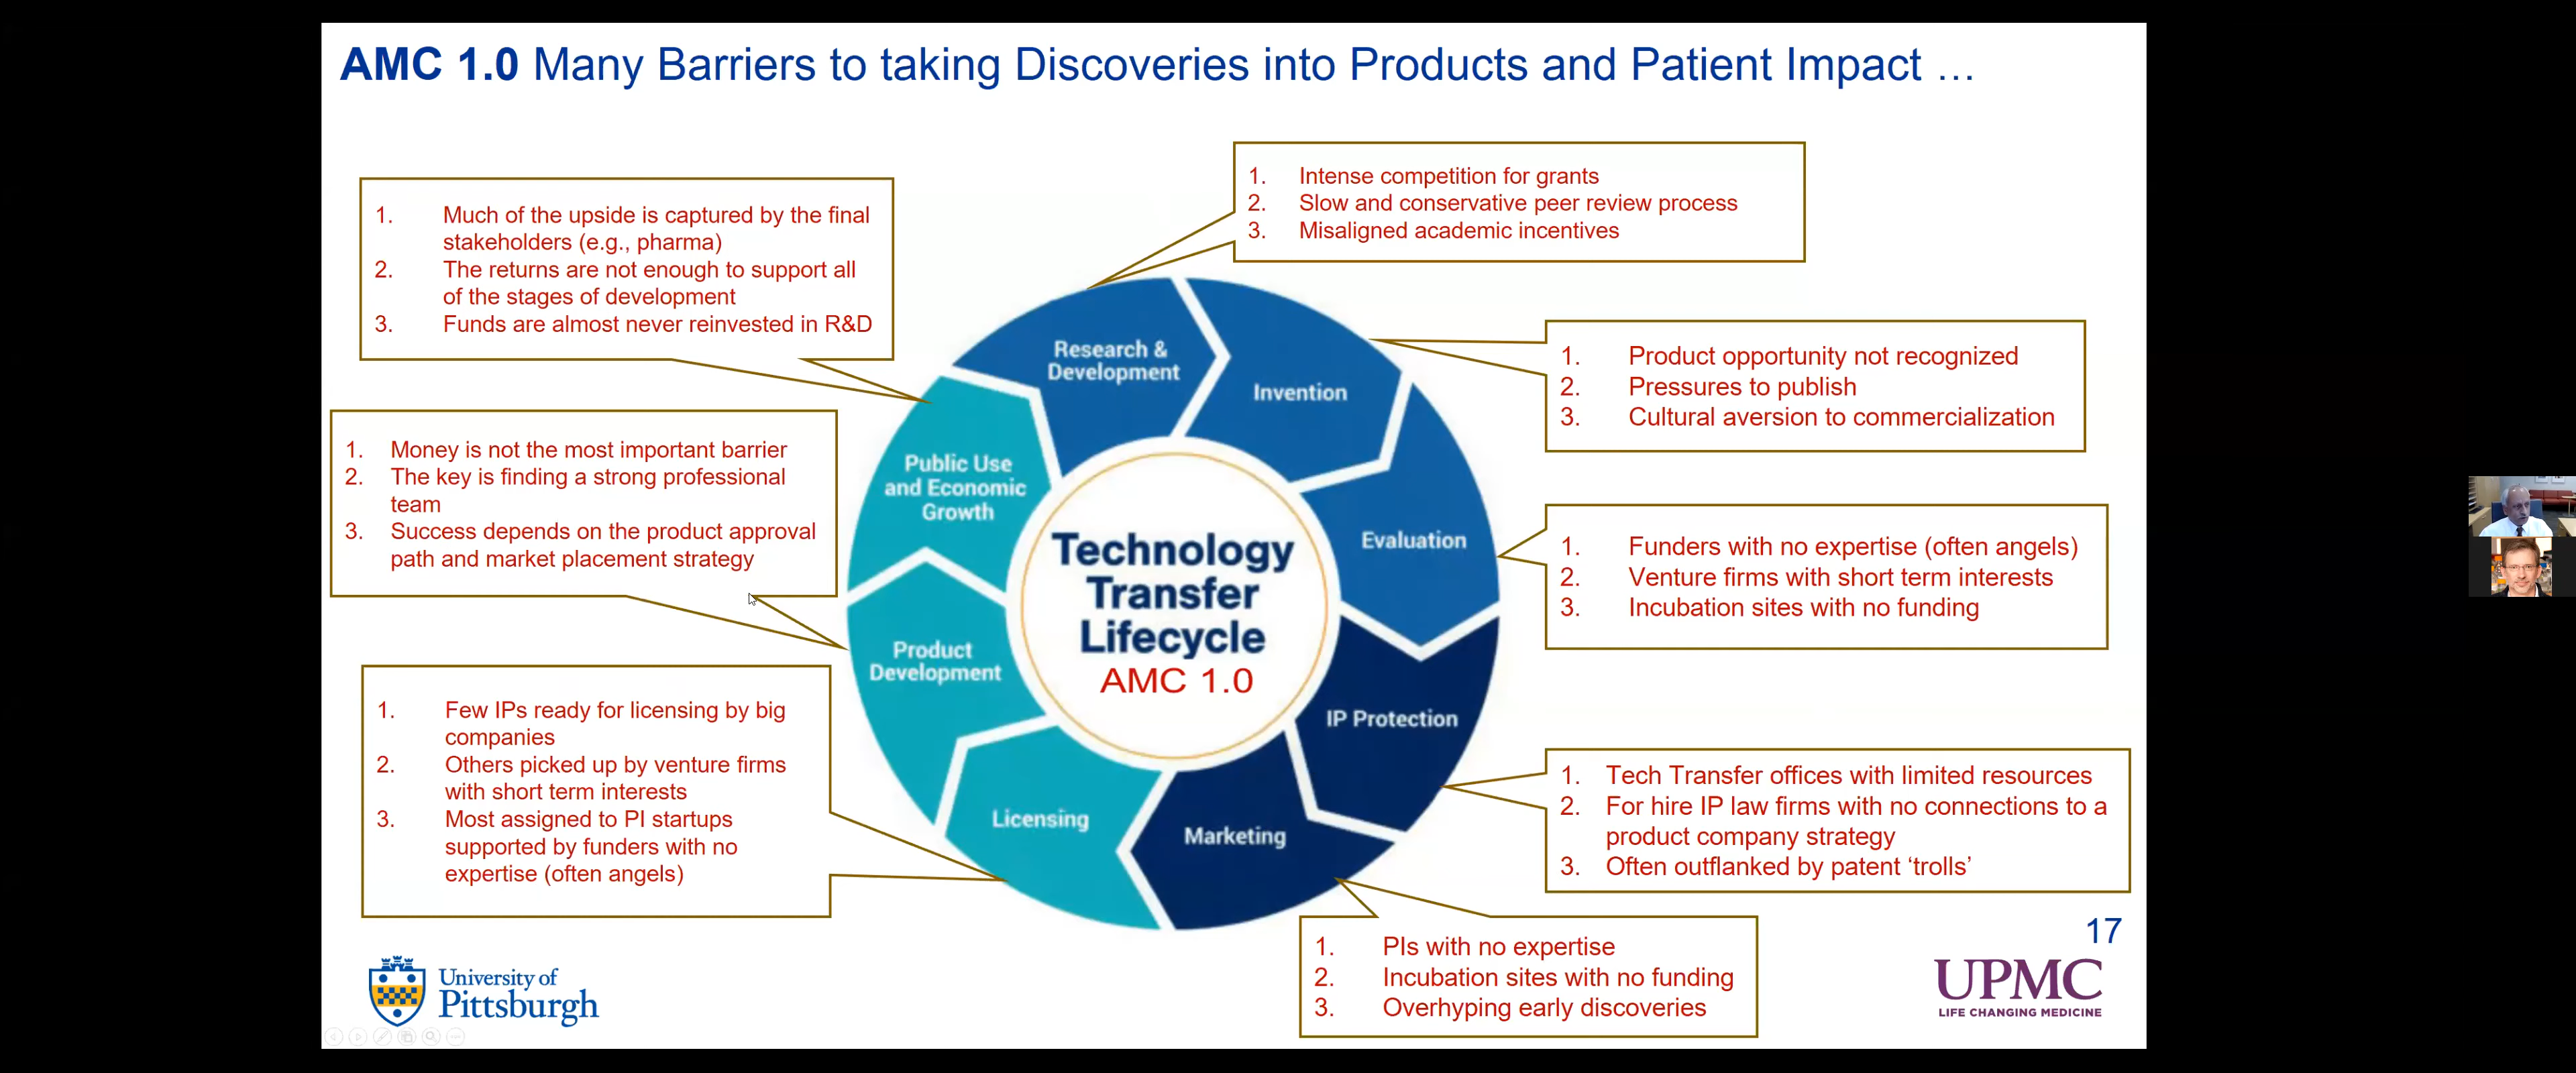 AMC 1.0 Many Barriers to taking Discoveries into Products and Patient Impact ...
1. Intense competition for grants
2. Slow and conservative peer review process
3. Misaligned academic incentives
1. Much of the upside is captured by the final
stakeholders (e.g., pharma)
2. The returns are not enough to support all
of the stages of development
3. Funds are almost never reinvested in R&D
1. Product opportunity not recognized
2. Pressures to publish
3. Cultural aversion to commercialization
1. Money is not the most important barrier
2. The key is finding a strong professional
team
3. Success depends on the product approval
path and market placement strategy
1. Funders with no expertise (often angels)
2. Venture firms with short term interests
3. Incubation sites with no funding
Research &
Development
Invention
Evaluation
IP Protection
Marketing
Licensing
Product
Development
Public Use
and Economic
Growth
Technology
Transfer
Lifecycle
AMC 1.0
1. Few IPs ready for licensing by big
companies
2. Others picked up by venture firms
with short term interests
3. Most assigned to PI startups
supported by funders with no
expertise (often angels)
1. Tech Transfer offices with limited resources
2. For hire IP law firms with no connections to a
product company strategy
3. Often outflanked by patent ‘trolls’
1. PIs with no expertise
2. Incubation sites with no funding
3. Overhyping early discoveries
17
University of
Pittsburgh
UPMC
LIFE CHANGING MEDICINE